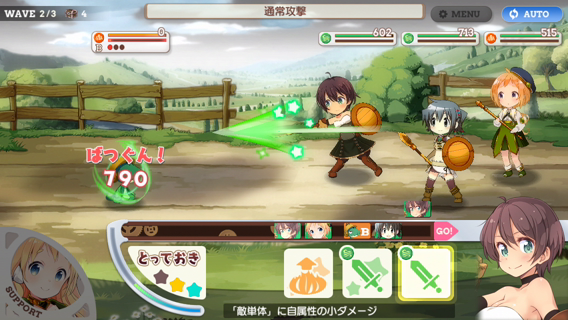 WAVE 2/3 4
通常攻撃
MENU
AUTO
0
B
602
713
515
ばつぐん!
790
B
GO!
とっておき
SUPPORT
「敵単体」に自属性の小ダメージ